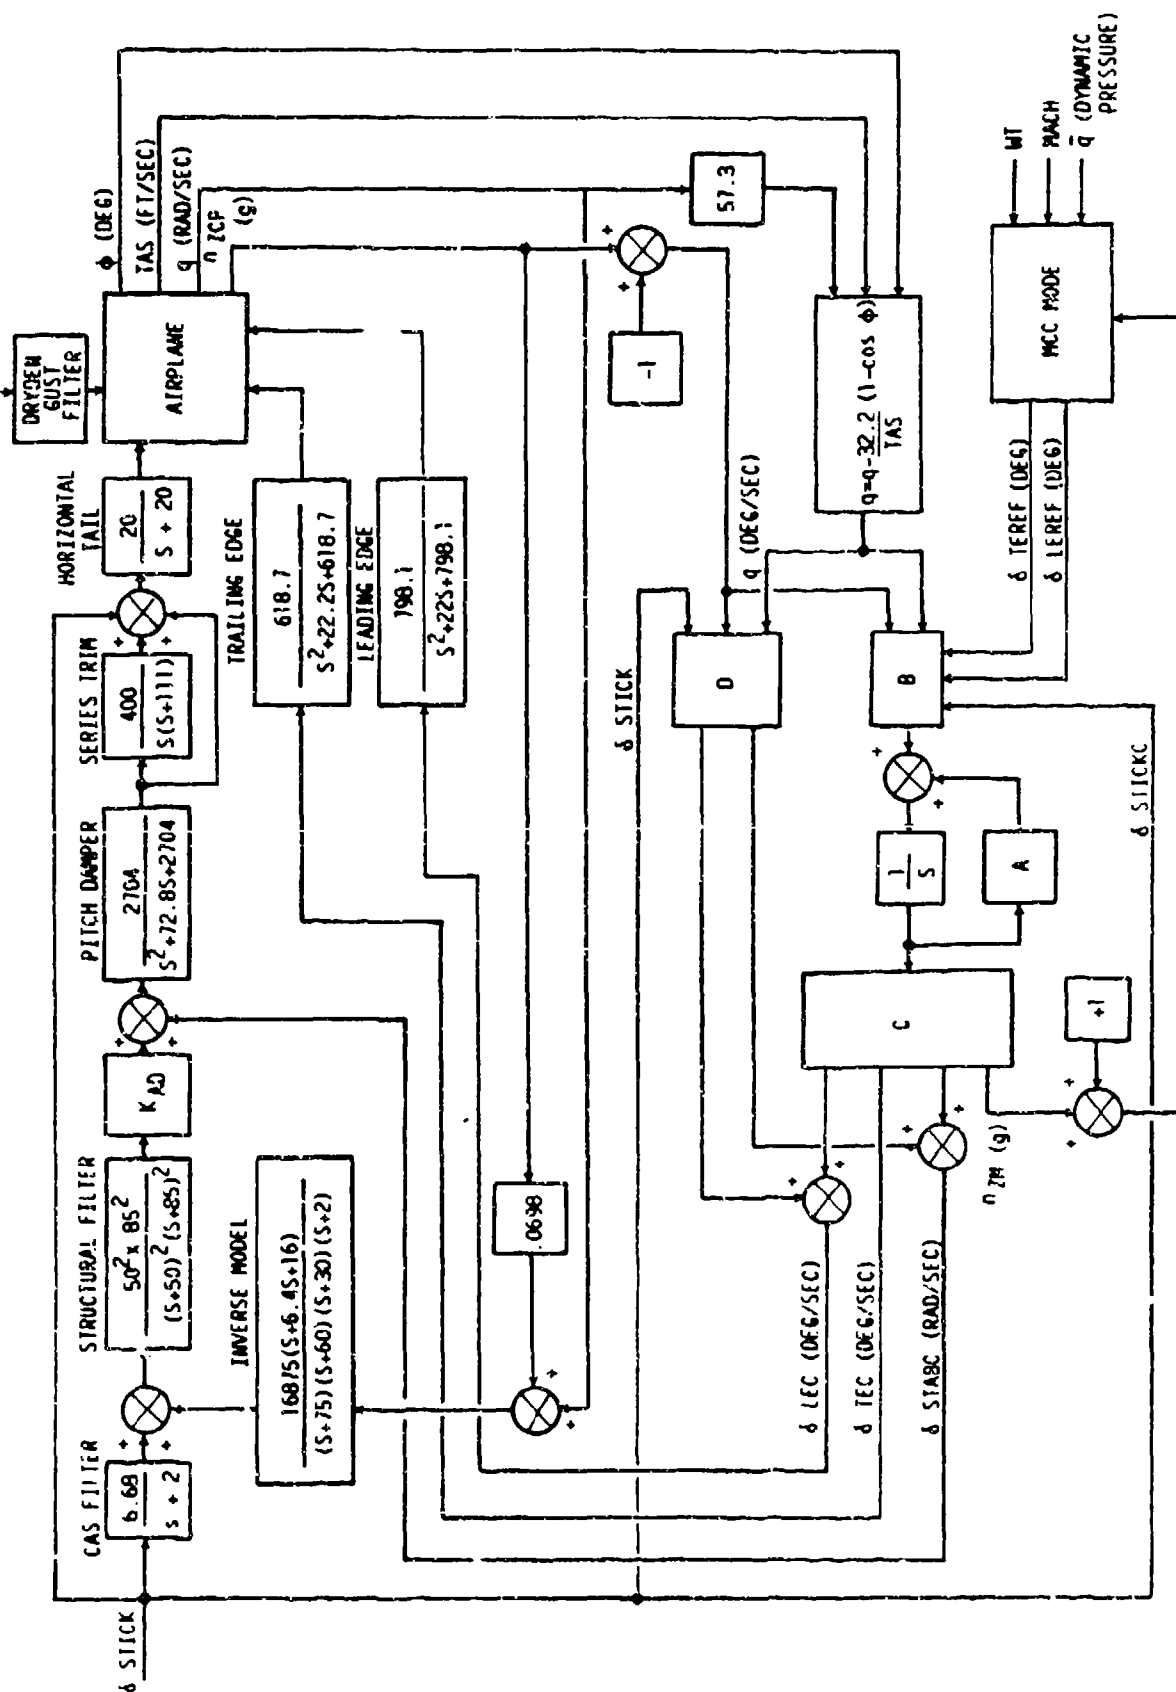 δ STICK
CAS FILTER
6.68
S + 2
STRUCTURAL FILTER
50² x 85²
(S+50)² (S+85)²
K AD
PITCH DAMPER
2704
S²+72.8S+2704
SERIES TRIM
400
S(S+111)
HORIZONTAL
TAIL
20
S + 20
DRYDEN
GUST
FILTER
AIRPLANE
ϕ (DEG)
TAS (FT/SEC)
q (RAD/SEC)
n ZCF (g)
INVERSE MODEL
16875(S+6.4S+16)
(S+75)(S+60)(S+30)(S+2)
TRAILING EDGE
618.7
S²+22.2S+618.7
LEADING EDGE
798.1
S²+22S+798.1
.0698
-1
57.3
δ STICK
D
q (DEG/SEC)
q=q-32.2 (1-cos ϕ)
TAS
δ LEC (DEG/SEC)
δ TEC (DEG/SEC)
δ STABC (RAD/SEC)
n ZM (g)
C
1
S
A
B
+1
δ STICKC
δ TEREF (DEG)
δ LEREF (DEG)
MCC MODE
WT
MACH
q̄ (DYNAMIC
PRESSURE)
+ + + + + + + + + + + + + + + + + + +